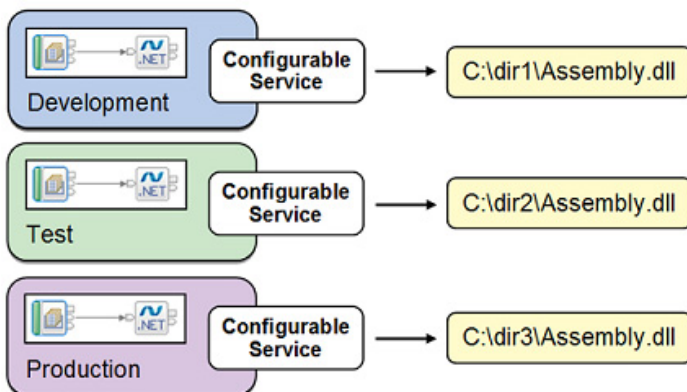 .NET
Configurable
Service
C:\dir1\Assembly.dll
Development
.NET
Configurable
Service
C:\dir2\Assembly.dll
Test
.NET
Configurable
Service
C:\dir3\Assembly.dll
Production